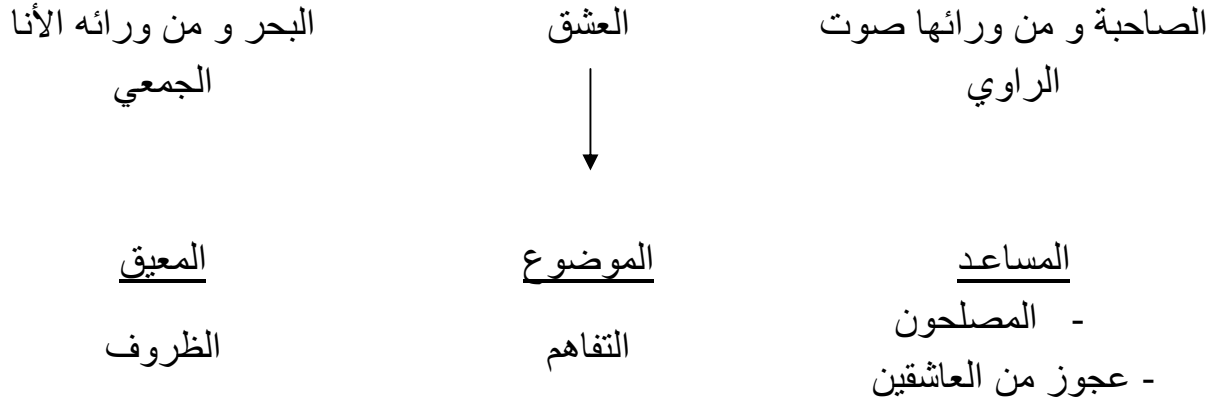 الصاحبة و من ورائها صوت العشق البحر و من ورائه الأنا
الراوي الجمعي
المساعد الموضوع المعيق
- المصلحون
التفاهم الظروف
- عجوز من العاشقين